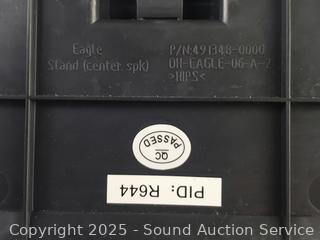 Eagle
Stand (center spk)
P/N:491348-0000
DH-EAGLE-06-A-2
>HIPS<
QC
PASSED
PID: R644
Copyright 2025 - Sound Auction Service